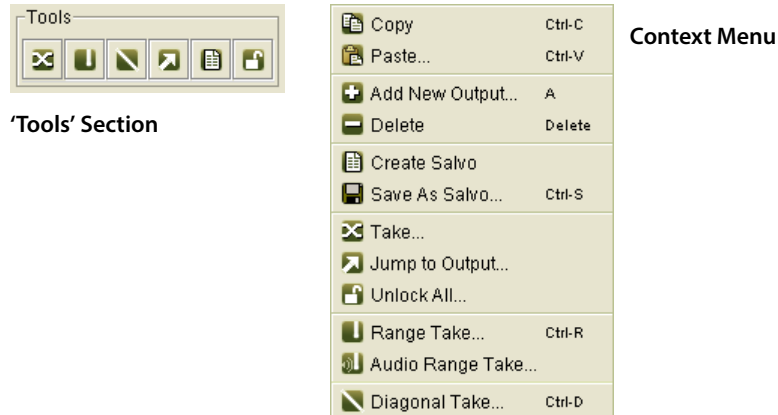 Tools
'Tools' Section
Copy Ctrl-C
Paste... Ctrl-V
Add New Output... A
Delete Delete
Create Salvo
Save As Salvo... Ctrl-S
Take...
Jump to Output...
Unlock All...
Range Take... Ctrl-R
Audio Range Take...
Diagonal Take... Ctrl-D
Context Menu